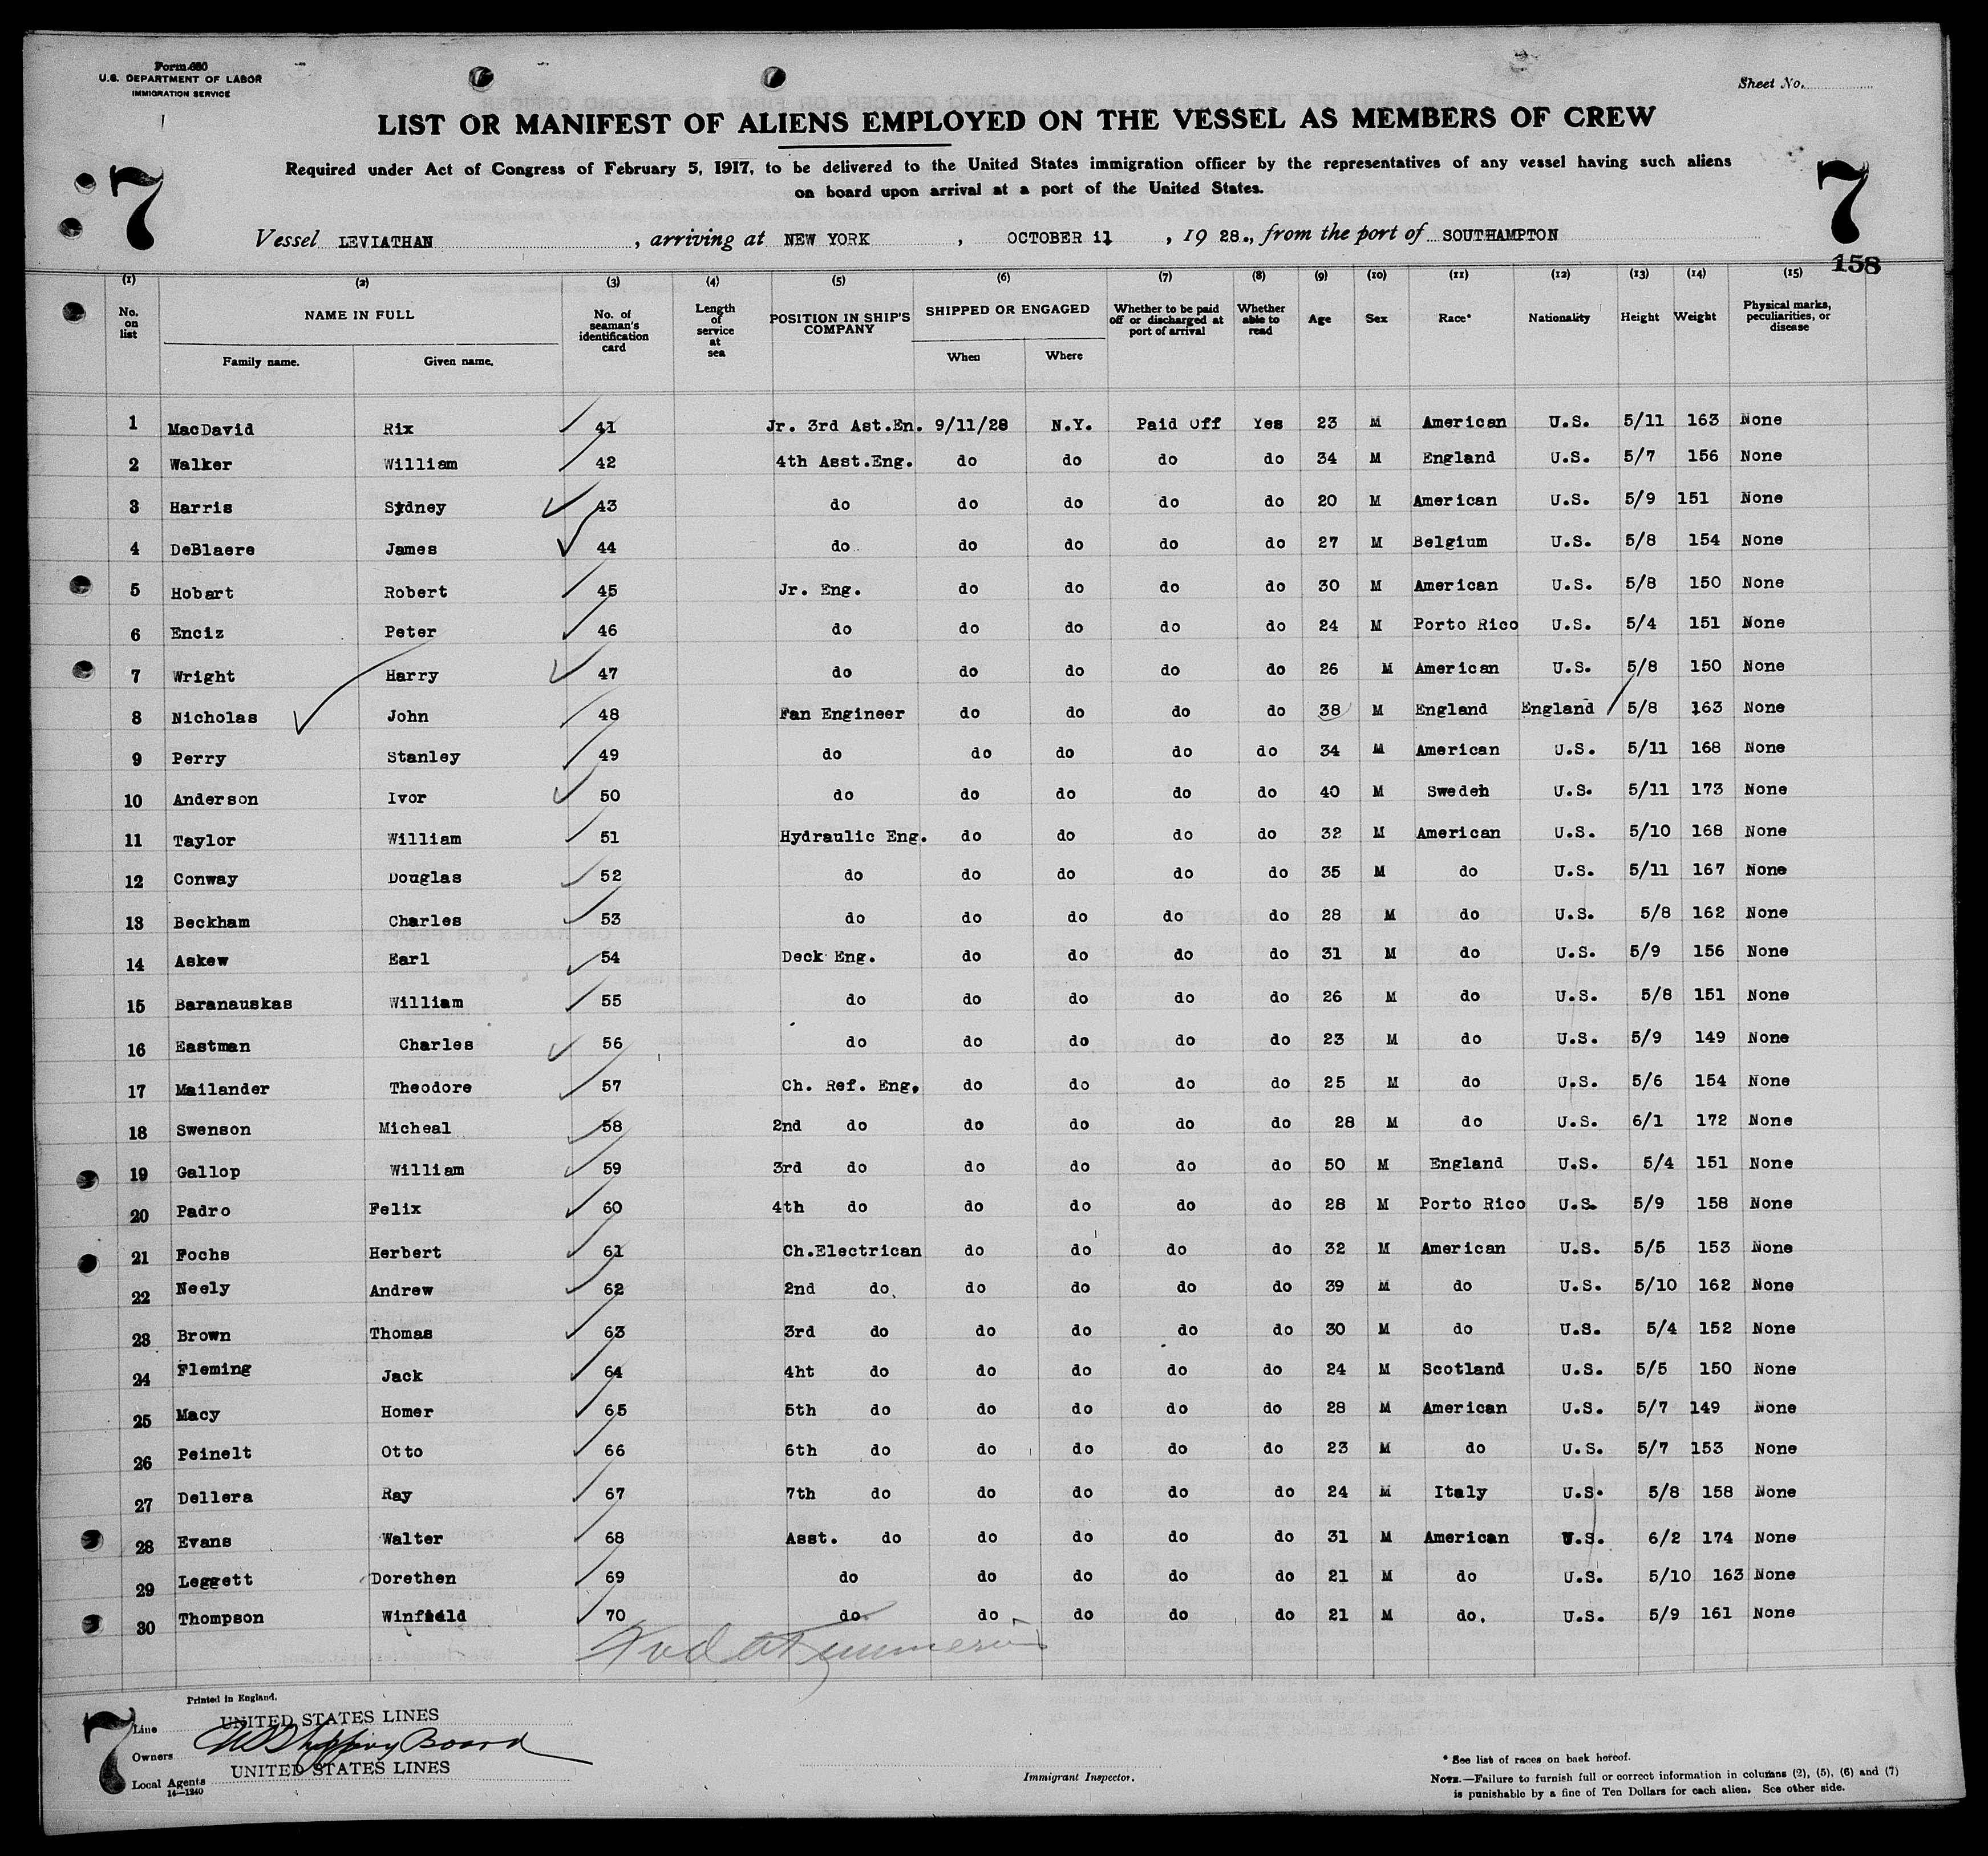 Form 680
U.S. DEPARTMENT OF LABOR
IMMIGRATION SERVICE
Sheet No.
LIST OR MANIFEST OF ALIENS EMPLOYED ON THE VESSEL AS MEMBERS OF CREW
Required under Act of Congress of February 5, 1917, to be delivered to the United States immigration officer by the representatives of any vessel having such aliens
on board upon arrival at a port of the United States.
7
7
Vessel LEVIATHAN, arriving at NEW YORK, OCTOBER 11, 19 28., from the port of SOUTHAMPTON
158
(1) (2) (3) (4) (5) (6) (7) (8) (9) (10) (11) (12) (13) (14) (15)
No. on list NAME IN FULL Family name. Given name. No. of seaman's identification card Length of service at sea POSITION IN SHIP'S COMPANY SHIPPED OR ENGAGED When Where Whether to be paid off or discharged at port of arrival Whether able to read Age Sex Race* Nationality Height Weight Physical marks, peculiarities, or disease
1 MacDavid Rix 41 Jr. 3rd Ast.En. 9/11/28 N.Y. Paid Off Yes 23 M American U.S. 5/11 163 None
2 Walker William 42 4th Asst.Eng. do do do do 34 M England U.S. 5/7 156 None
3 Harris Sydney 43 do do do do do 20 M American U.S. 5/9 151 None
4 DeBlaere James 44 do do do do do 27 M Belgium U.S. 5/8 154 None
5 Hobart Robert 45 Jr. Eng. do do do do 30 M American U.S. 5/8 150 None
6 Enciz Peter 46 do do do do do 24 M Porto Rico U.S. 5/4 151 None
7 Wright Harry 47 do do do do do 26 M American U.S. 5/8 150 None
8 Nicholas John 48 Fan Engineer do do do do 38 M England England 5/8 163 None
9 Perry Stanley 49 do do do do do 34 M American U.S. 5/11 168 None
10 Anderson Ivor 50 do do do do do 40 M Sweden U.S. 5/11 173 None
11 Taylor William 51 Hydraulic Eng. do do do do 32 M American U.S. 5/10 168 None
12 Conway Douglas 52 do do do do do 35 M do U.S. 5/11 167 None
13 Beckham Charles 53 do do do do do 28 M do U.S. 5/8 162 None
14 Askew Earl 54 Deck Eng. do do do do 31 M do U.S. 5/9 156 None
15 Baranauskas William 55 do do do do do 26 M do U.S. 5/8 151 None
16 Eastman Charles 56 do do do do do 23 M do U.S. 5/9 149 None
17 Mailander Theodore 57 Ch. Ref. Eng. do do do do 25 M do U.S. 5/6 154 None
18 Swenson Micheal 58 2nd do do do do do 28 M do U.S. 6/1 172 None
19 Gallop William 59 3rd do do do do do 50 M England U.S. 5/4 151 None
20 Padro Felix 60 4th do do do do do 28 M Porto Rico U.S. 5/9 158 None
21 Fochs Herbert 61 Ch.Electrican do do do do 32 M American U.S. 5/5 153 None
22 Neely Andrew 62 2nd do do do do do 39 M do U.S. 5/10 162 None
23 Brown Thomas 63 3rd do do do do do 30 M do U.S. 5/4 152 None
24 Fleming Jack 64 4ht do do do do do 24 M Scotland U.S. 5/5 150 None
25 Macy Homer 65 5th do do do do do 28 M American U.S. 5/7 149 None
26 Peinelt Otto 66 6th do do do do do 23 M do U.S. 5/7 153 None
27 Dellera Ray 67 7th do do do do do 24 M Italy U.S. 5/8 158 None
28 Evans Walter 68 Asst. do do do do do 31 M American U.S. 6/2 174 None
29 Leggett Dorethen 69 do do do do do 21 M do U.S. 5/10 163 None
30 Thompson Winfield 70 do. do do do do 21 M do. U.S. 5/9 161 None
Printed in England.
7
Line UNITED STATES LINES
Owners US Shipping Board
Local Agents UNITED STATES LINES
14—1240
Immigrant Inspector.
* See list of races on back hereof.
NOTE.—Failure to furnish full or correct information in columns (2), (5), (6) and (7)
is punishable by a fine of Ten Dollars for each alien. See other side.